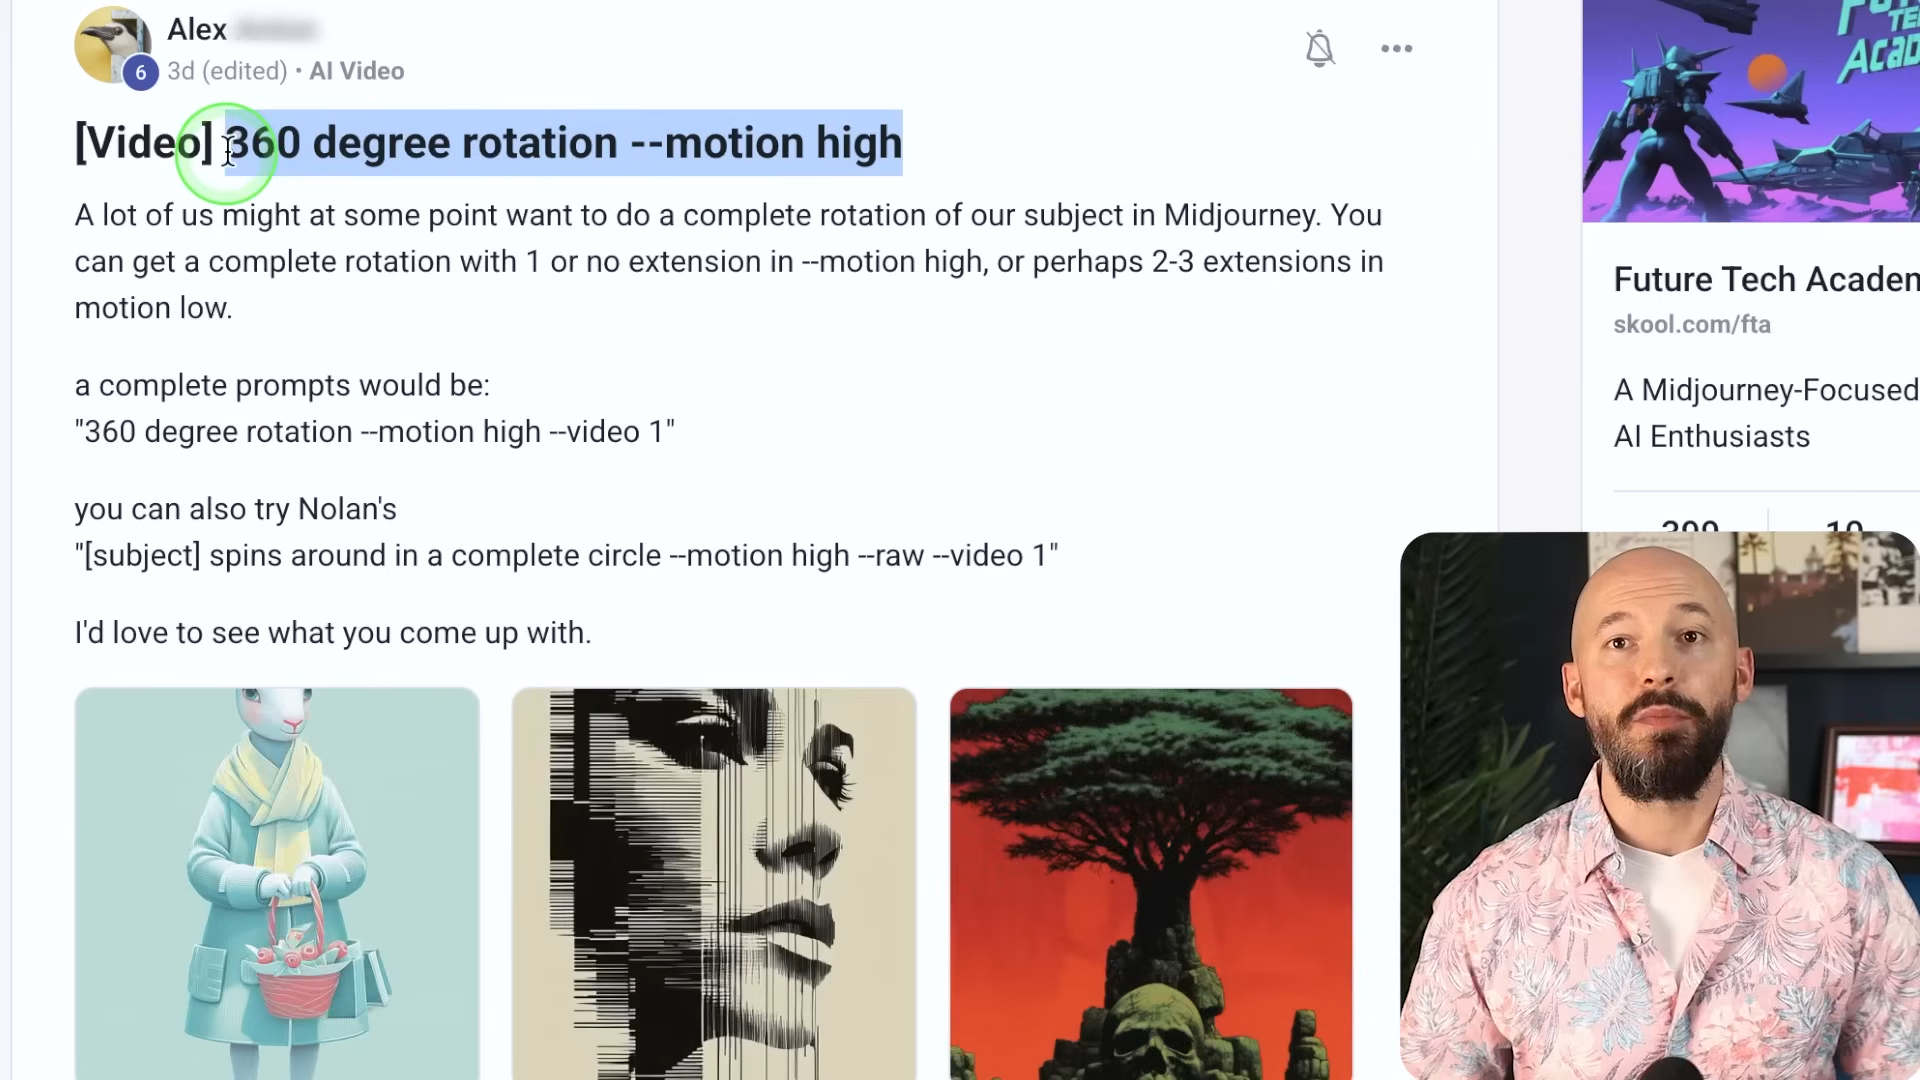 Alex
6
3d (edited) • AI Video
[Video] 360 degree rotation --motion high
A lot of us might at some point want to do a complete rotation of our subject in Midjourney. You
can get a complete rotation with 1 or no extension in --motion high, or perhaps 2-3 extensions in
motion low.
a complete prompts would be:
"360 degree rotation --motion high --video 1"
you can also try Nolan's
"[subject] spins around in a complete circle --motion high --raw --video 1"
I'd love to see what you come up with.
Future Tech Academ
skool.com/fta
A Midjourney-Focused
AI Enthusiasts